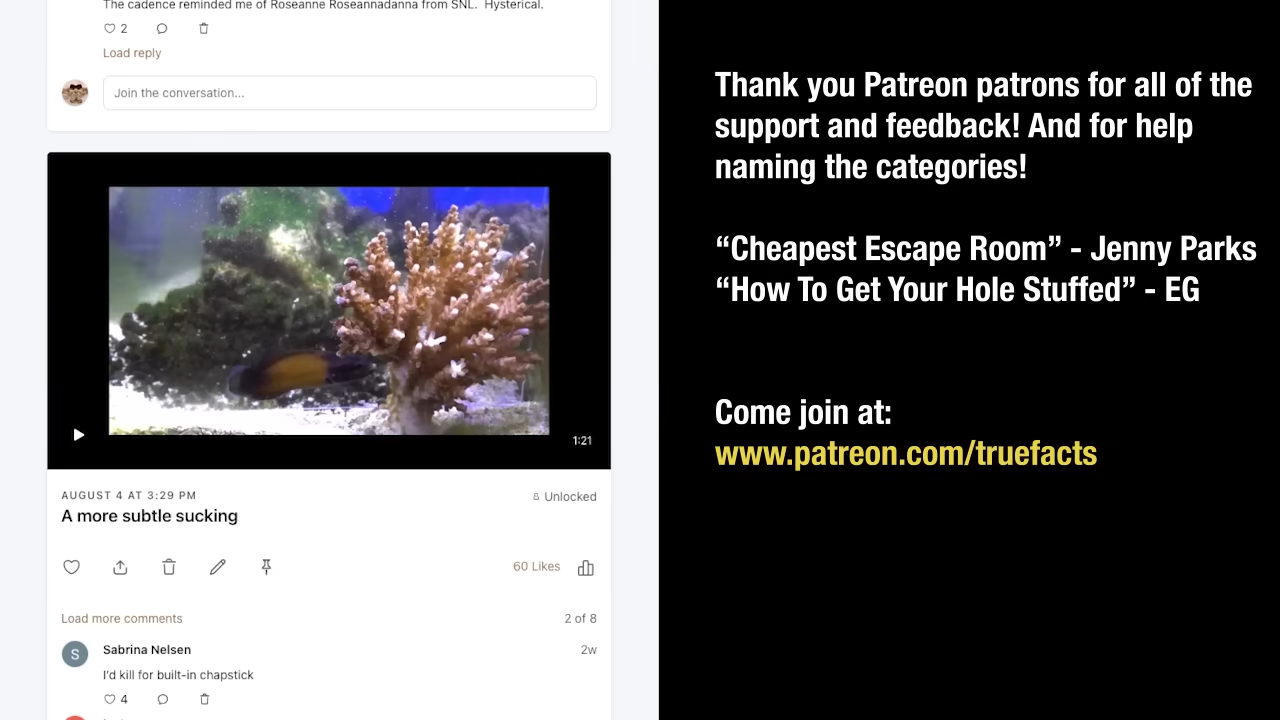 The cadence reminded me of Roseanne Roseannadanna from SNL. Hysterical.
2
Load reply
Join the conversation...
1:21
AUGUST 4 AT 3:29 PM
Unlocked
A more subtle sucking
60 Likes
Load more comments
2 of 8
S
Sabrina Nelsen
2w
I'd kill for built-in chapstick
4
Thank you Patreon patrons for all of the
support and feedback! And for help
naming the categories!
“Cheapest Escape Room” - Jenny Parks
“How To Get Your Hole Stuffed” - EG
Come join at:
www.patreon.com/truefacts